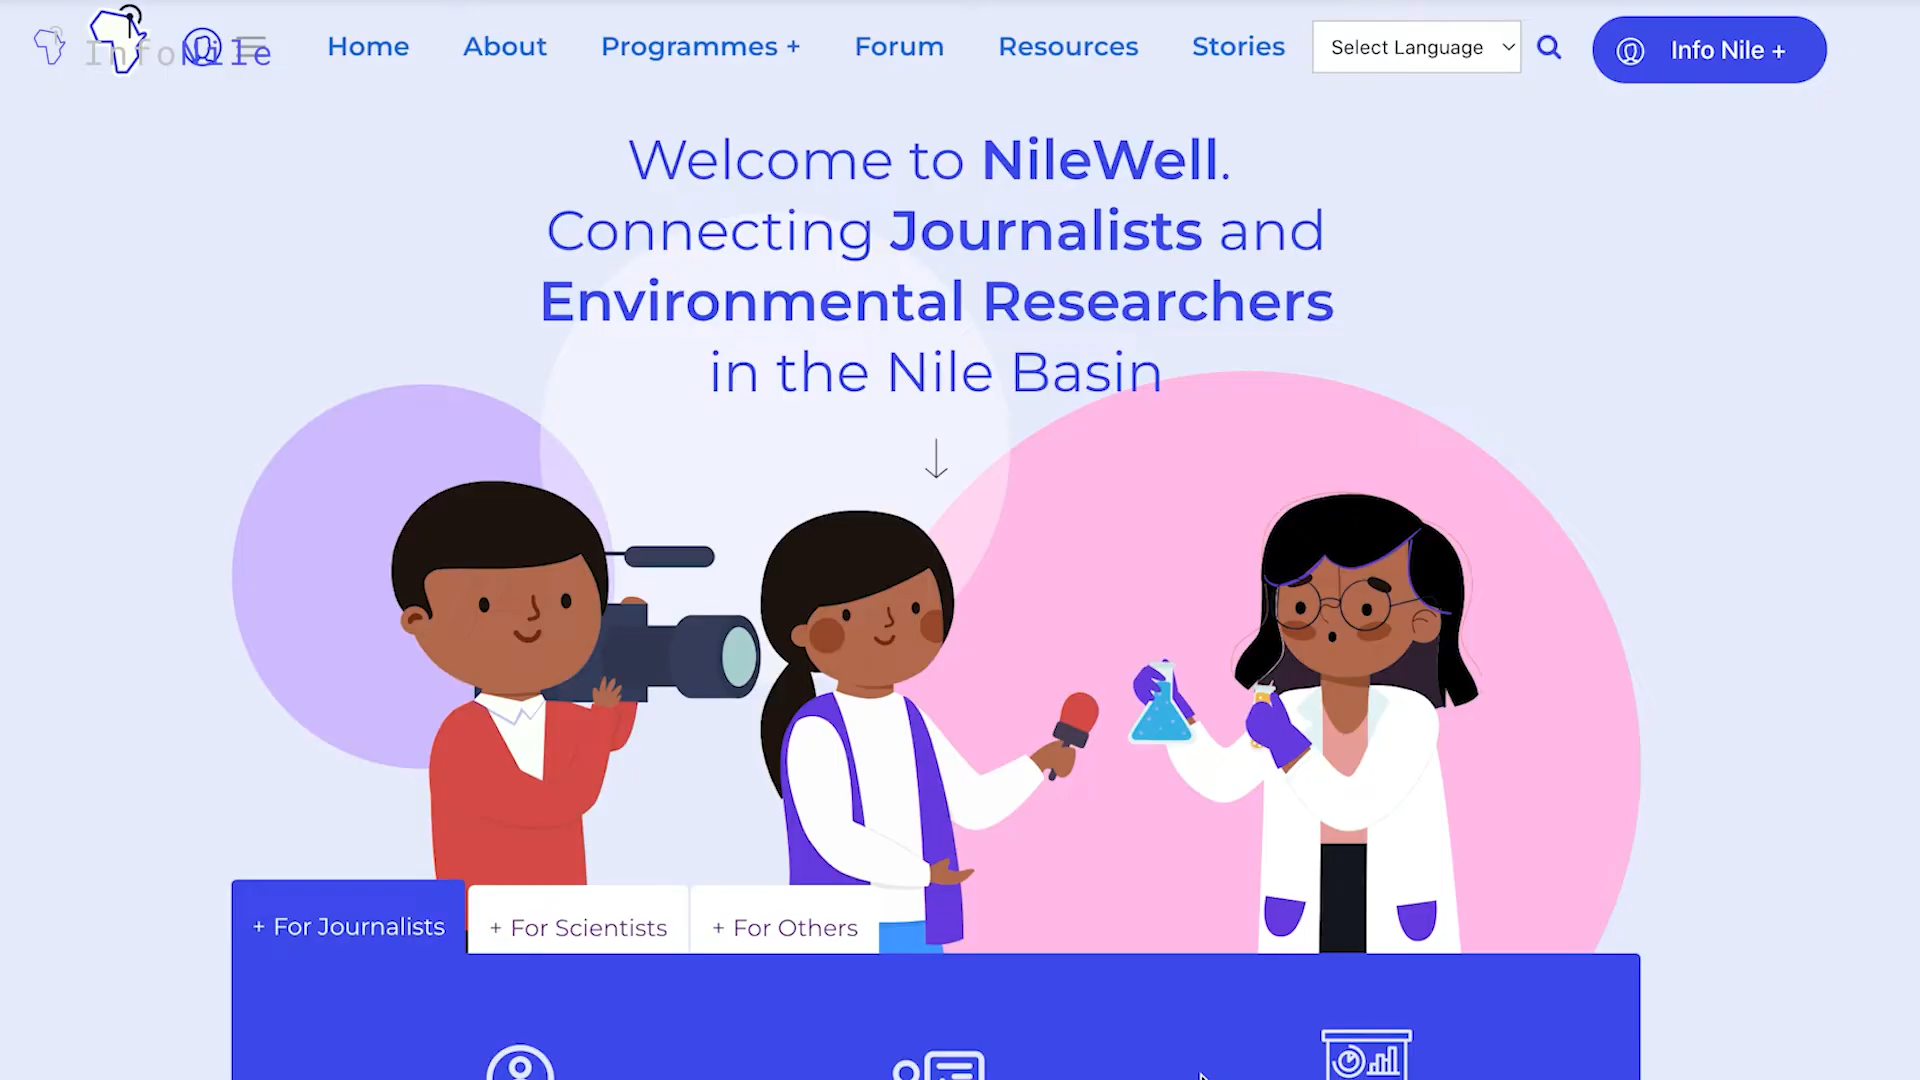 InfoNile
Home
About
Programmes +
Forum
Resources
Stories
Select Language
Info Nile +
Welcome to NileWell.
Connecting Journalists and
Environmental Researchers
in the Nile Basin
+ For Journalists
+ For Scientists
+ For Others